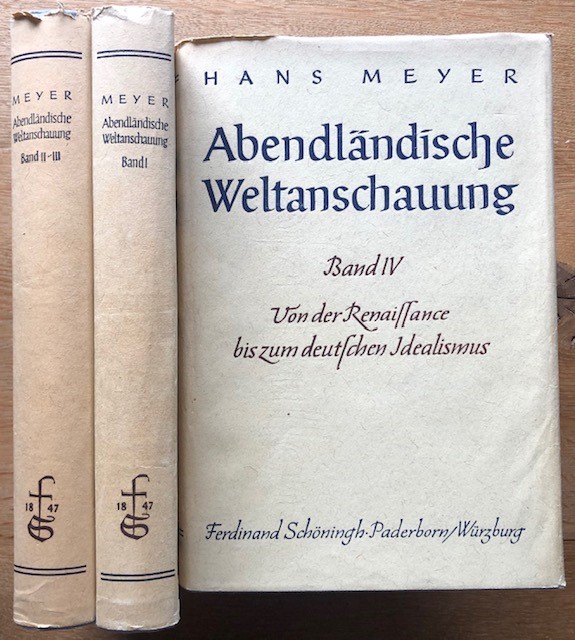 MEYER
Abendländische
Weltanschauung
Band II-III
18 47
MEYER
Abendländische
Weltanschauung
Band I
18 47
HANS MEYER
Abendländische
Weltanschauung
Band IV
Von der Renaiſſance
bis zum deutſchen Idealismus
Ferdinand Schöningh·Paderborn/Würzburg